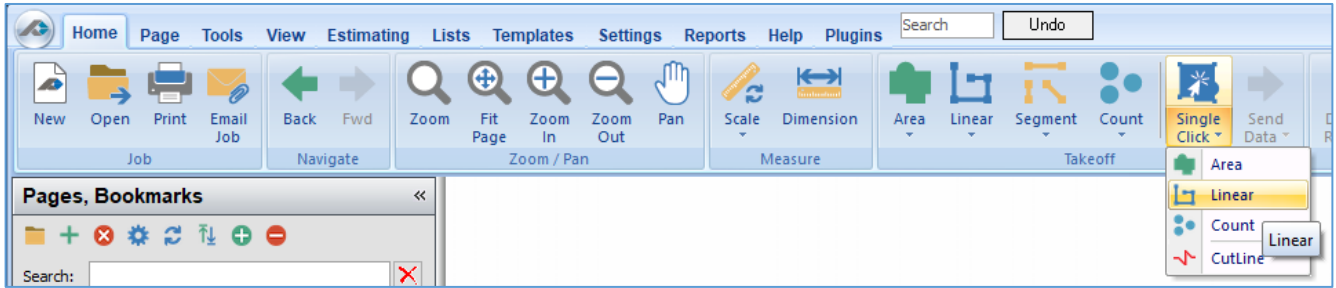 Home Page Tools View Estimating Lists Templates Settings Reports Help Plugins Search Undo
New Open Print Email Job Back Fwd Zoom Fit Page Zoom In Zoom Out Pan Scale Dimension Area Linear Segment Count Single Click Send Data
Job Navigate Zoom / Pan Measure Takeoff
Area
Pages, Bookmarks «
Linear
Count
Linear
CutLine
Search: